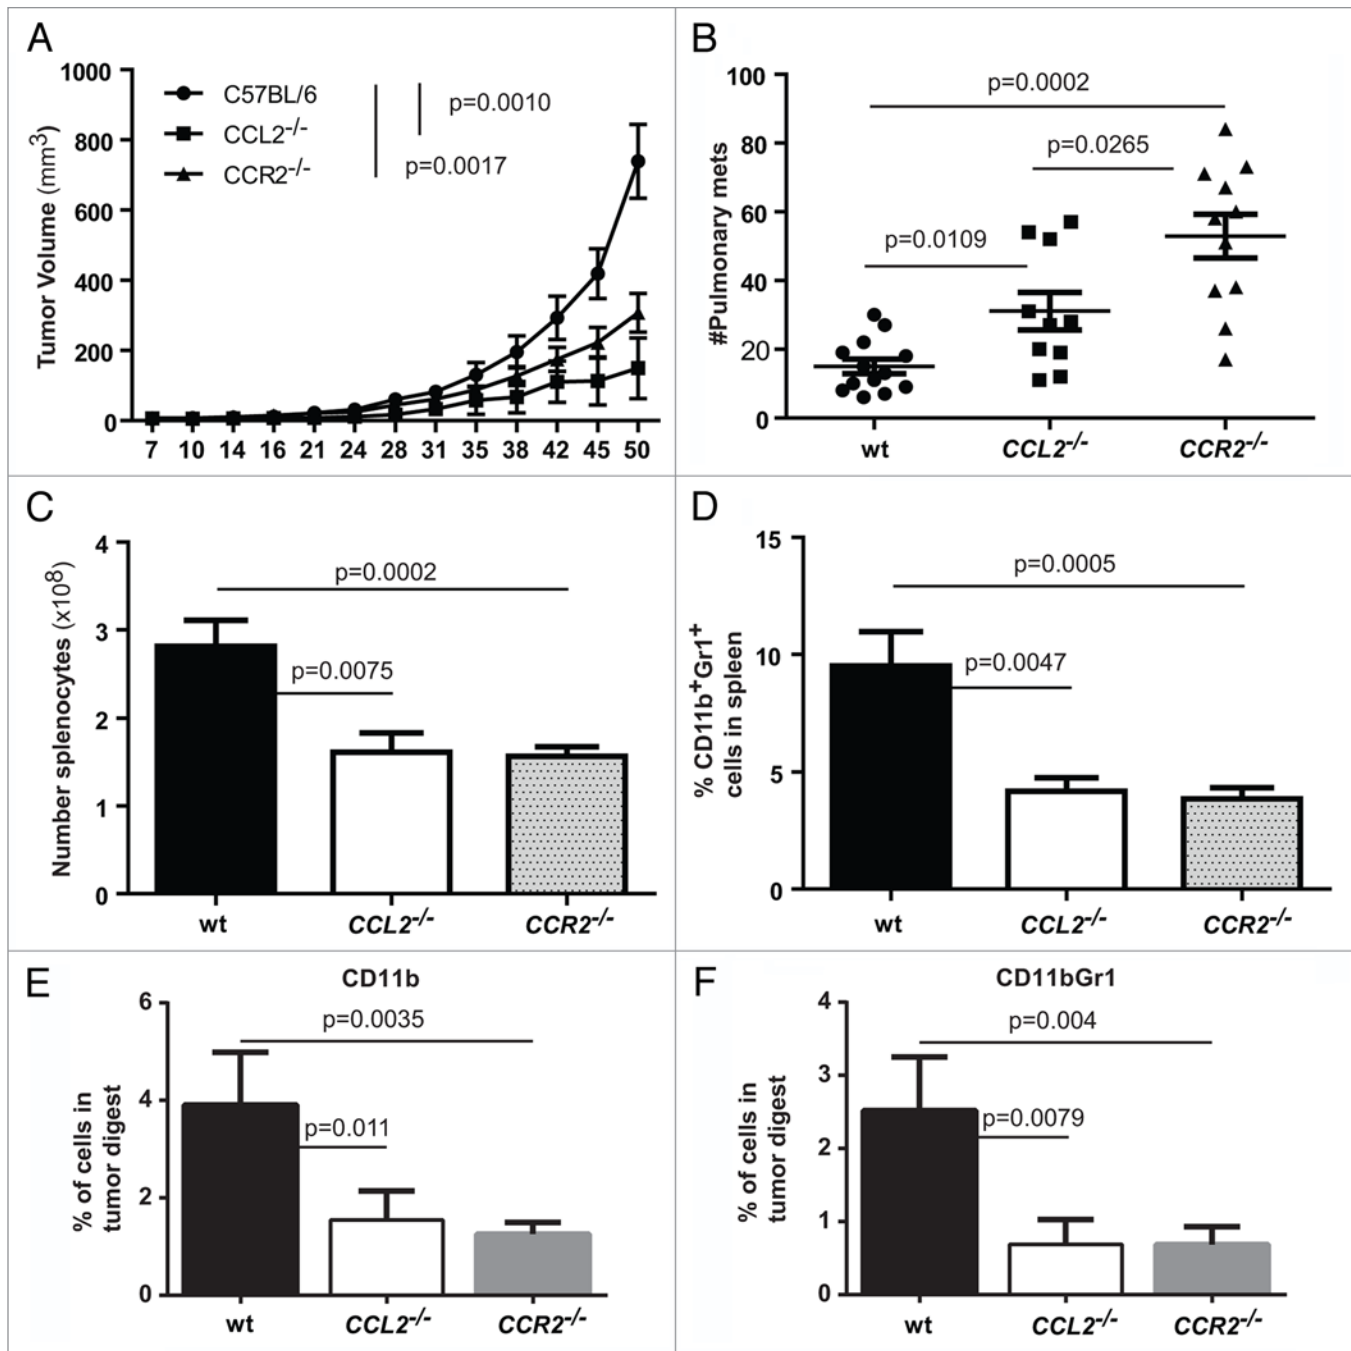 A
1000
800
600
400
200
0
Tumor Volume (mm³)
C57BL/6
CCL2-/-
CCR2-/-
p=0.0010
p=0.0017
7 10 14 16 21 24 28 31 35 38 42 45 50
B
100
80
60
40
20
0
#Pulmonary mets
p=0.0002
p=0.0265
p=0.0109
wt CCL2-/- CCR2-/-
C
4
3
2
1
0
Number splenocytes (x10⁸)
p=0.0002
p=0.0075
wt CCL2-/- CCR2-/-
D
15
10
5
0
% CD11b⁺Gr1⁺
cells in spleen
p=0.0005
p=0.0047
wt CCL2-/- CCR2-/-
E
CD11b
6
4
2
0
% of cells in
tumor digest
p=0.0035
p=0.011
wt CCL2-/- CCR2-/-
F
CD11bGr1
4
3
2
1
0
% of cells in
tumor digest
p=0.004
p=0.0079
wt CCL2-/- CCR2-/-